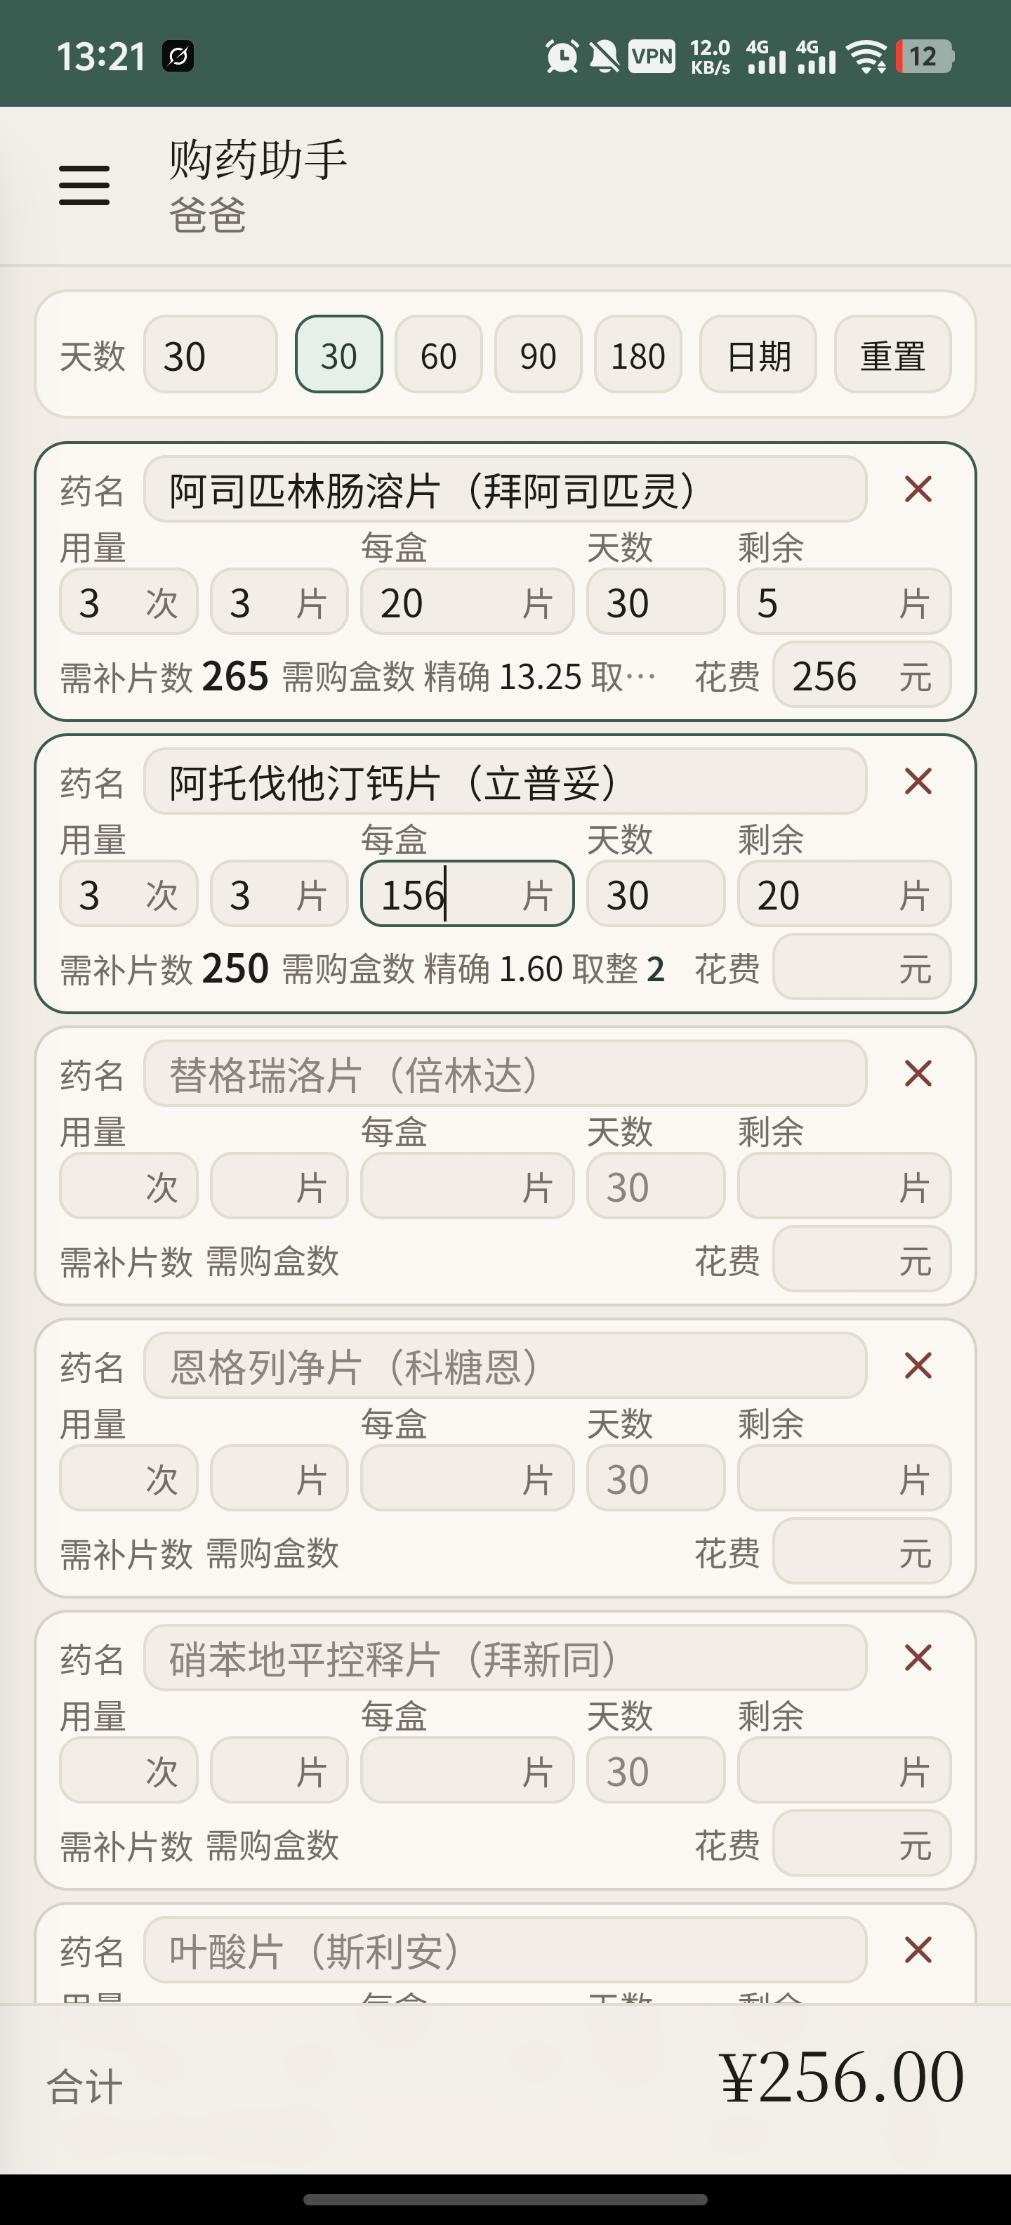 13:21 VPN 12.0 KB/s 4G 4G 12
购药助手
爸爸
天数 30 30 60 90 180 日期 重置
药名 阿司匹林肠溶片（拜阿司匹灵）
用量 每盒 天数 剩余
3 次 3 片 20 片 30 5 片
需补片数 265 需购盒数 精确 13.25 取… 花费 256 元
药名 阿托伐他汀钙片（立普妥）
用量 每盒 天数 剩余
3 次 3 片 156 片 30 20 片
需补片数 250 需购盒数 精确 1.60 取整 2 花费 元
药名 替格瑞洛片（倍林达）
用量 每盒 天数 剩余
次 片 片 30 片
需补片数 需购盒数 花费 元
药名 恩格列净片（科糖恩）
用量 每盒 天数 剩余
次 片 片 30 片
需补片数 需购盒数 花费 元
药名 硝苯地平控释片（拜新同）
用量 每盒 天数 剩余
次 片 片 30 片
需补片数 需购盒数 花费 元
药名 叶酸片（斯利安）
用量 每盒 天数 剩余
合计 ¥256.00